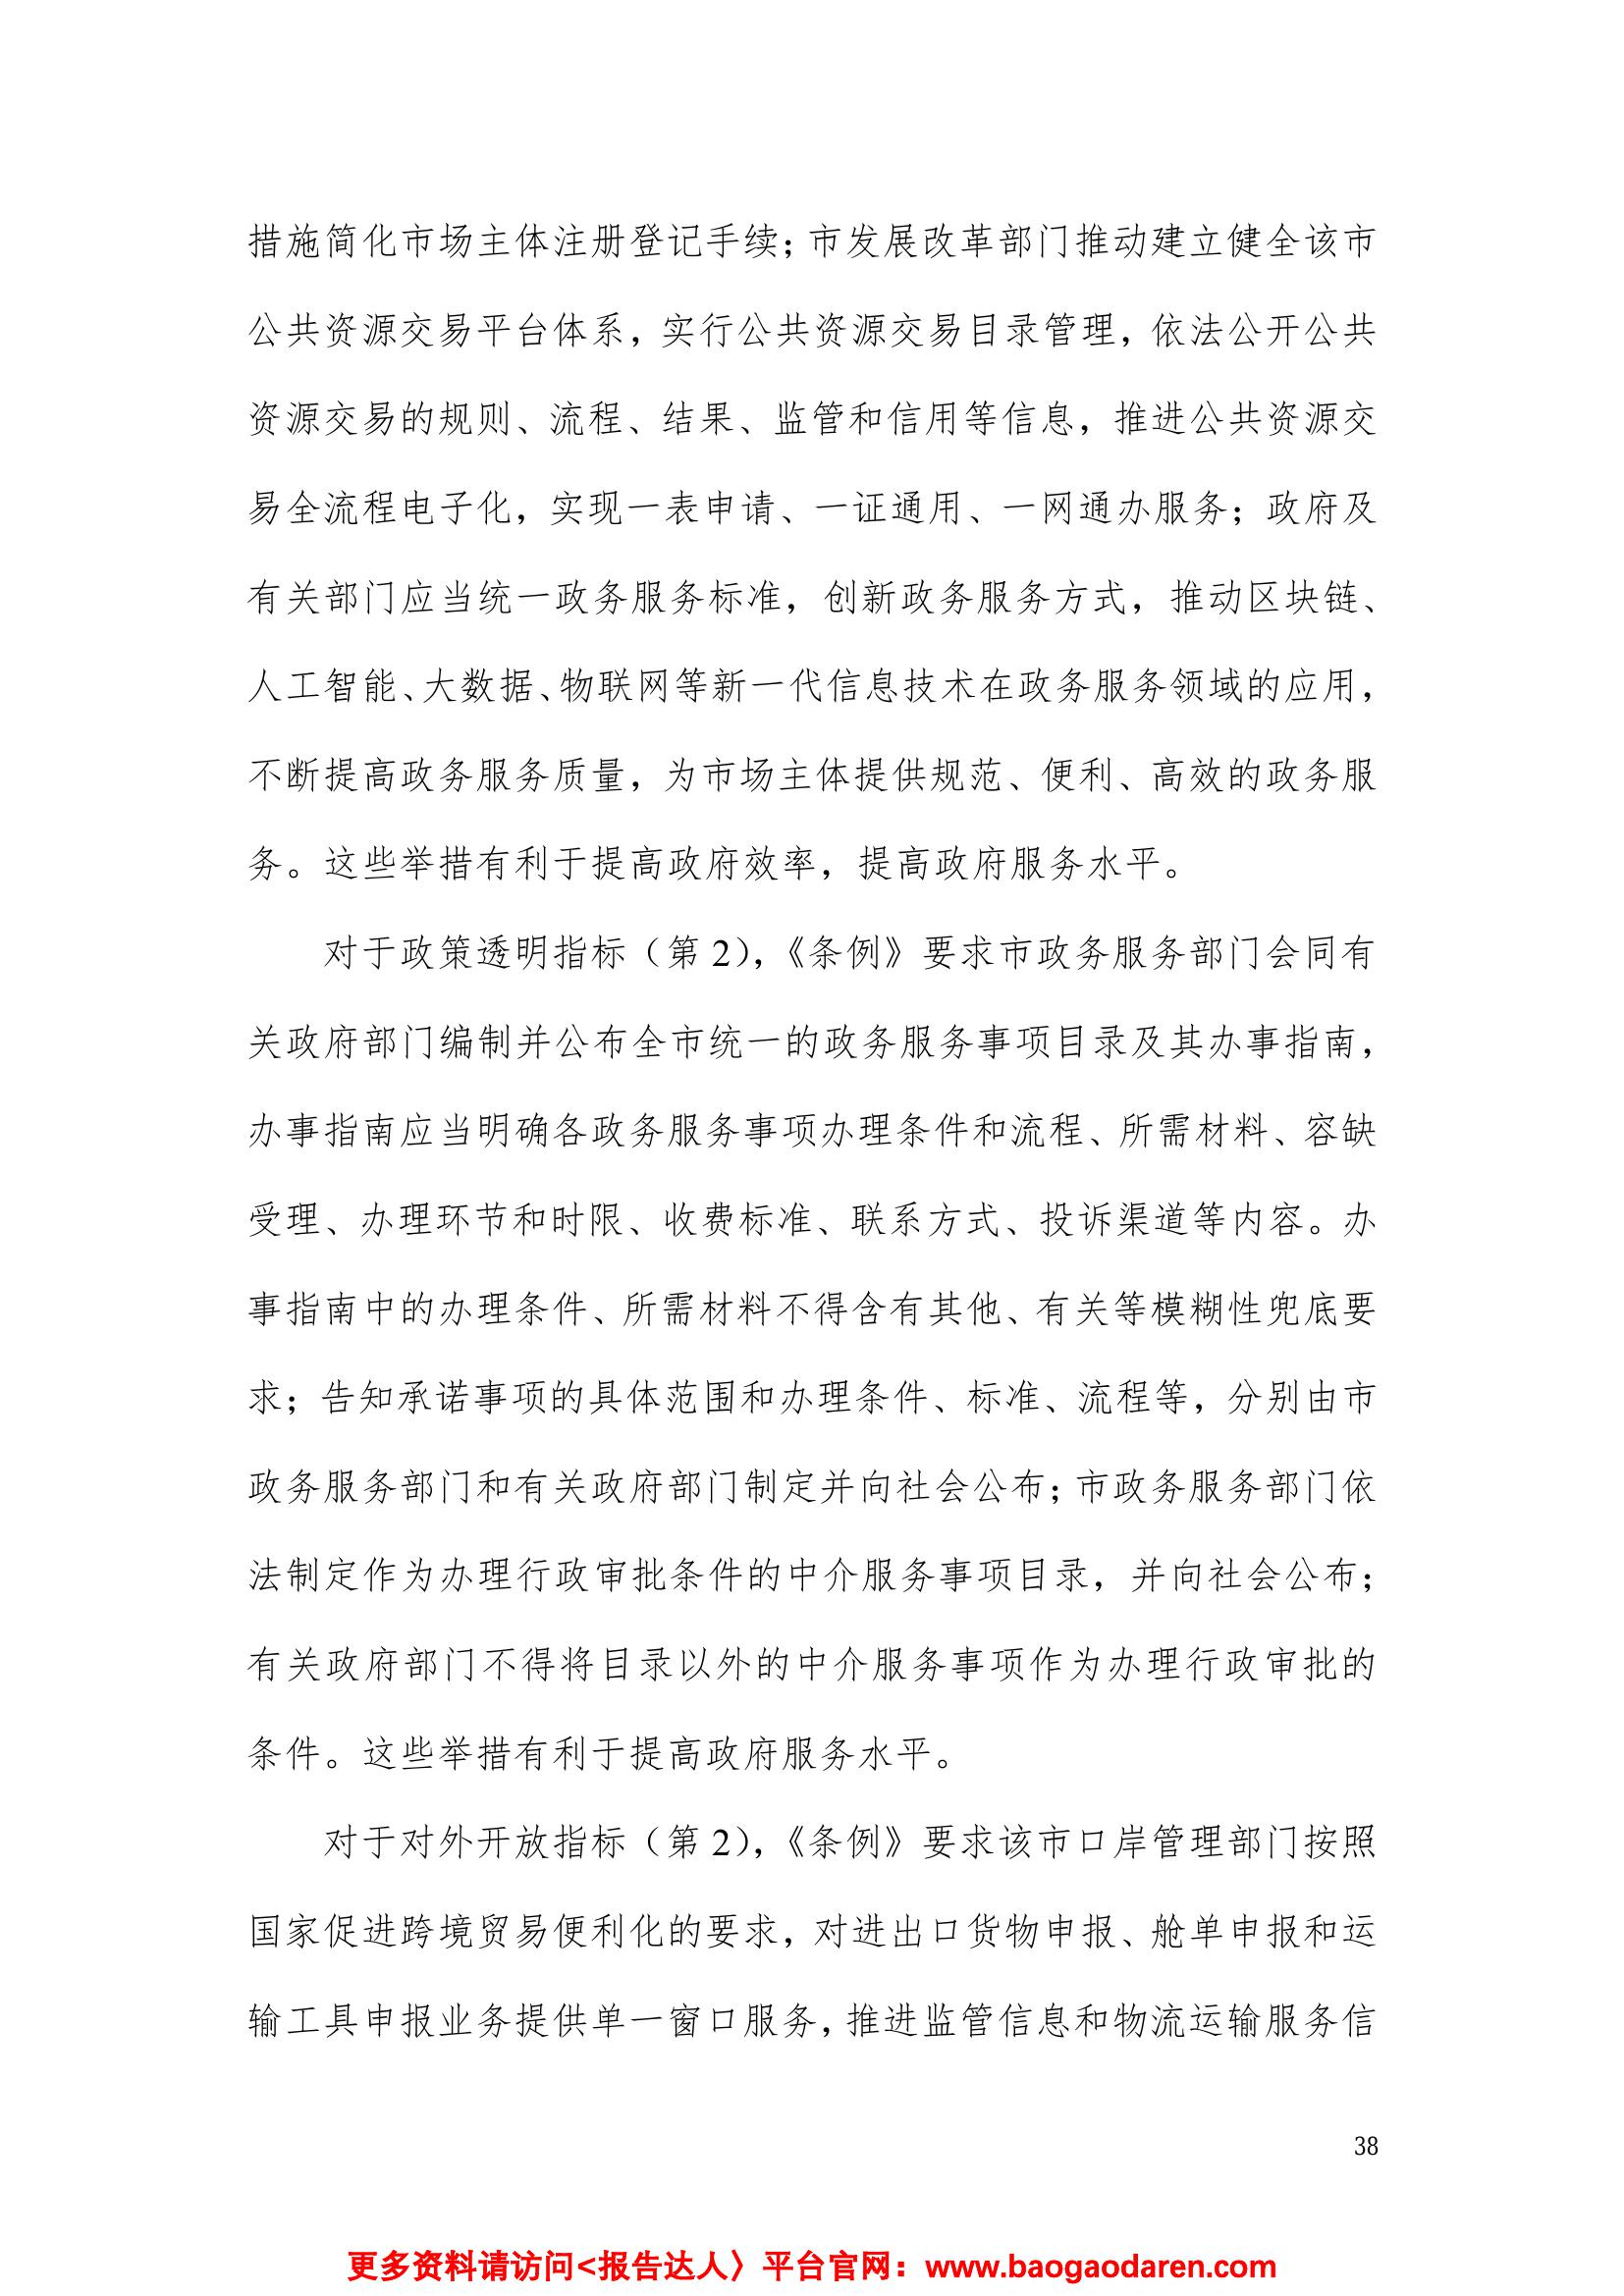 措施简化市场主体注册登记手续；市发展改革部门推动建立健全该市
公共资源交易平台体系，实行公共资源交易目录管理，依法公开公共
资源交易的规则、流程、结果、监管和信用等信息，推进公共资源交
易全流程电子化，实现一表申请、一证通用、一网通办服务；政府及
有关部门应当统一政务服务标准，创新政务服务方式，推动区块链、
人工智能、大数据、物联网等新一代信息技术在政务服务领域的应用，
不断提高政务服务质量，为市场主体提供规范、便利、高效的政务服
务。这些举措有利于提高政府效率，提高政府服务水平。
对于政策透明指标（第 2），《条例》要求市政务服务部门会同有
关政府部门编制并公布全市统一的政务服务事项目录及其办事指南，
办事指南应当明确各政务服务事项办理条件和流程、所需材料、容缺
受理、办理环节和时限、收费标准、联系方式、投诉渠道等内容。办
事指南中的办理条件、所需材料不得含有其他、有关等模糊性兜底要
求；告知承诺事项的具体范围和办理条件、标准、流程等，分别由市
政务服务部门和有关政府部门制定并向社会公布；市政务服务部门依
法制定作为办理行政审批条件的中介服务事项目录，并向社会公布；
有关政府部门不得将目录以外的中介服务事项作为办理行政审批的
条件。这些举措有利于提高政府服务水平。
对于对外开放指标（第 2），《条例》要求该市口岸管理部门按照
国家促进跨境贸易便利化的要求，对进出口货物申报、舱单申报和运
输工具申报业务提供单一窗口服务，推进监管信息和物流运输服务信
38
更多资料请访问<报告达人〉平台官网：www.baogaodaren.com